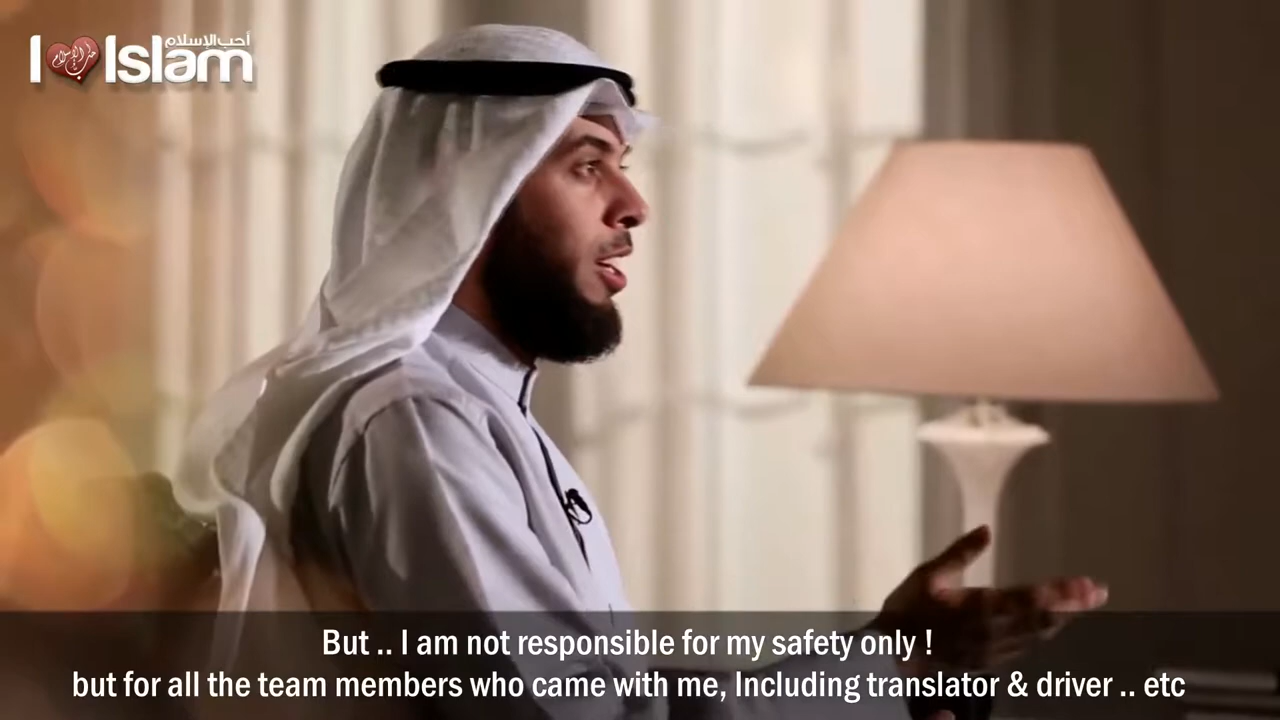 أحب الإسلام
I Islam
But .. I am not responsible for my safety only !
but for all the team members who came with me, Including translator & driver .. etc